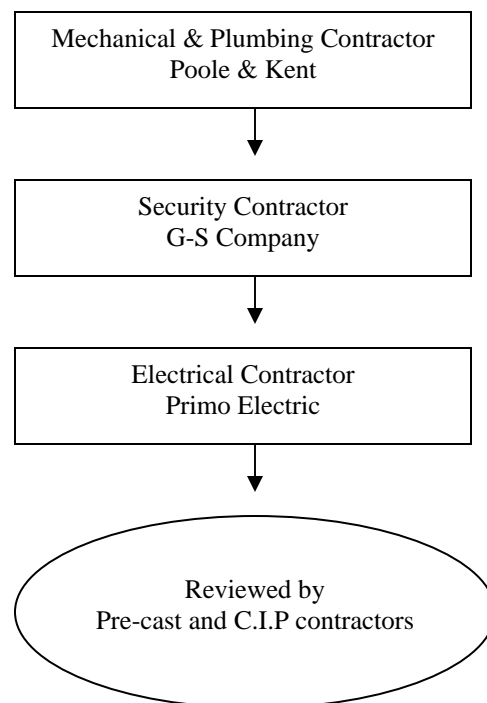 Mechanical & Plumbing Contractor
Poole & Kent
Security Contractor
G-S Company
Electrical Contractor
Primo Electric
Reviewed by
Pre-cast and C.I.P contractors